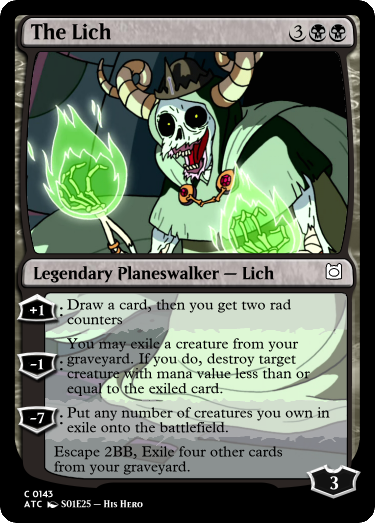 The Lich 3
Legendary Planeswalker — Lich
+1: Draw a card, then you get two rad
counters
You may exile a creature from your
graveyard. If you do, destroy target
-1: creature with mana value less than or
equal to the exiled card.
-7: Put any number of creatures you own in
exile onto the battlefield.
Escape 2BB, Exile four other cards
from your graveyard.
3
C 0143
ATC S01E25 – His Hero